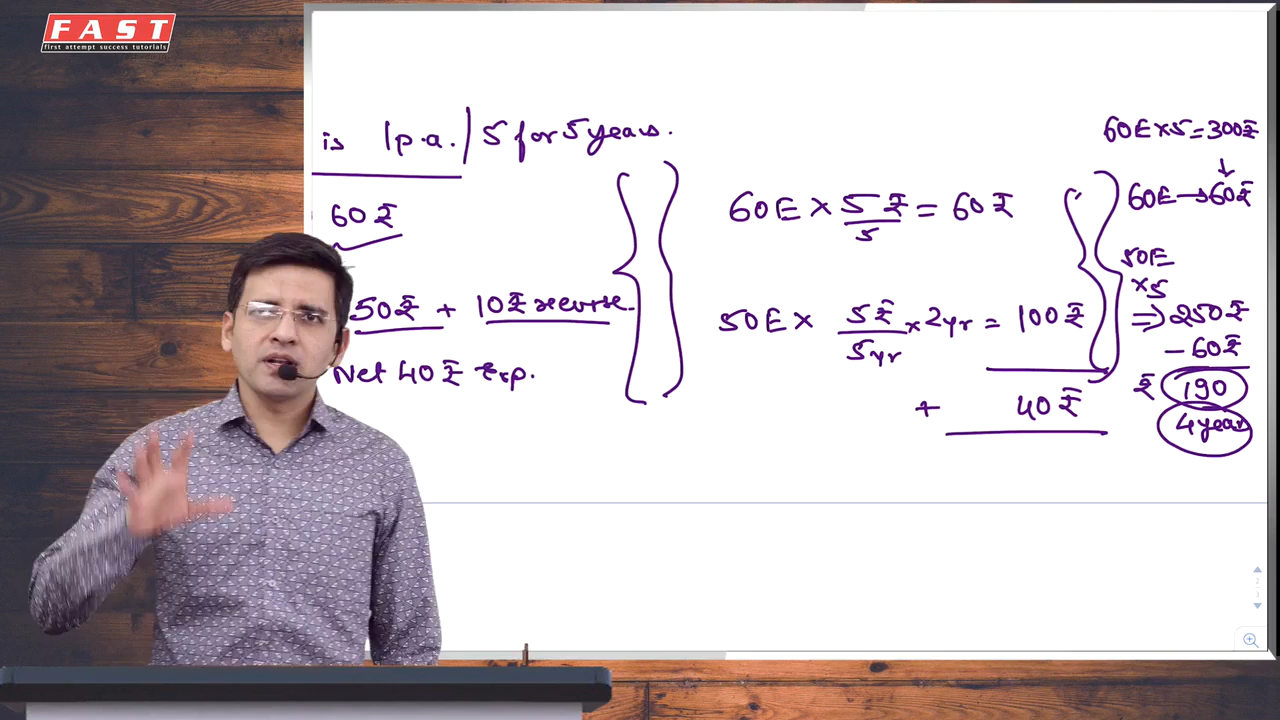 FAST
first attempt success tutorials
is 1p.a. / 5 for 5 years.
60 ₹
50 ₹ + 10 ₹ reverse.
Net 40 ₹ exp.
60E × 5 ₹ / 5 = 60 ₹
50E × 5 ₹ / 5yr × 2yr = 100 ₹
+ 40 ₹
60E × 5 = 300 ₹
↓
60E → 60 ₹
50E
× 5
⇒ 250 ₹
- 60 ₹
₹ 190
4 year